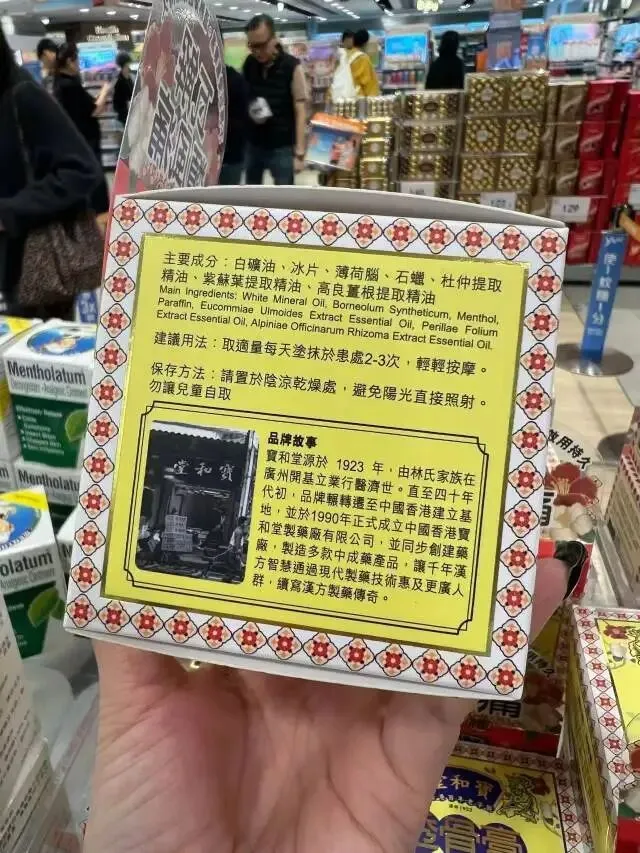 主要成分：白礦油、冰片、薄荷腦、石蠟、杜仲提取
精油、紫蘇葉提取精油、高良薑根提取精油
Main Ingredients: White Mineral Oil, Borneolum Syntheticum, Menthol,
Paraffin, Eucommiae Ulmoides Extract Essential Oil, Perillae Folium
Extract Essential Oil, Alpiniae Officinarum Rhizoma Extract Essential Oil.
建議用法：取適量每天塗抹於患處2-3次，輕輕按摩。
保存方法：請置於陰涼乾燥處，避免陽光直接照射。
勿讓兒童自取
品牌故事
寶和堂源於 1923 年，由林氏家族在
廣州開基立業行醫濟世。直至四十年
代初，品牌輾轉遷至中國香港建立基
地，並於1990年正式成立中國香港寶
和堂製藥廠有限公司，並同步創建藥
廠，製造多款中成藥產品，讓千年漢
方智慧通過現代製藥技術惠及更廣人
群，續寫漢方製藥傳奇。
堂和寶
Mentholatum
Mentholatum
啟用持久
痛
堂和寶